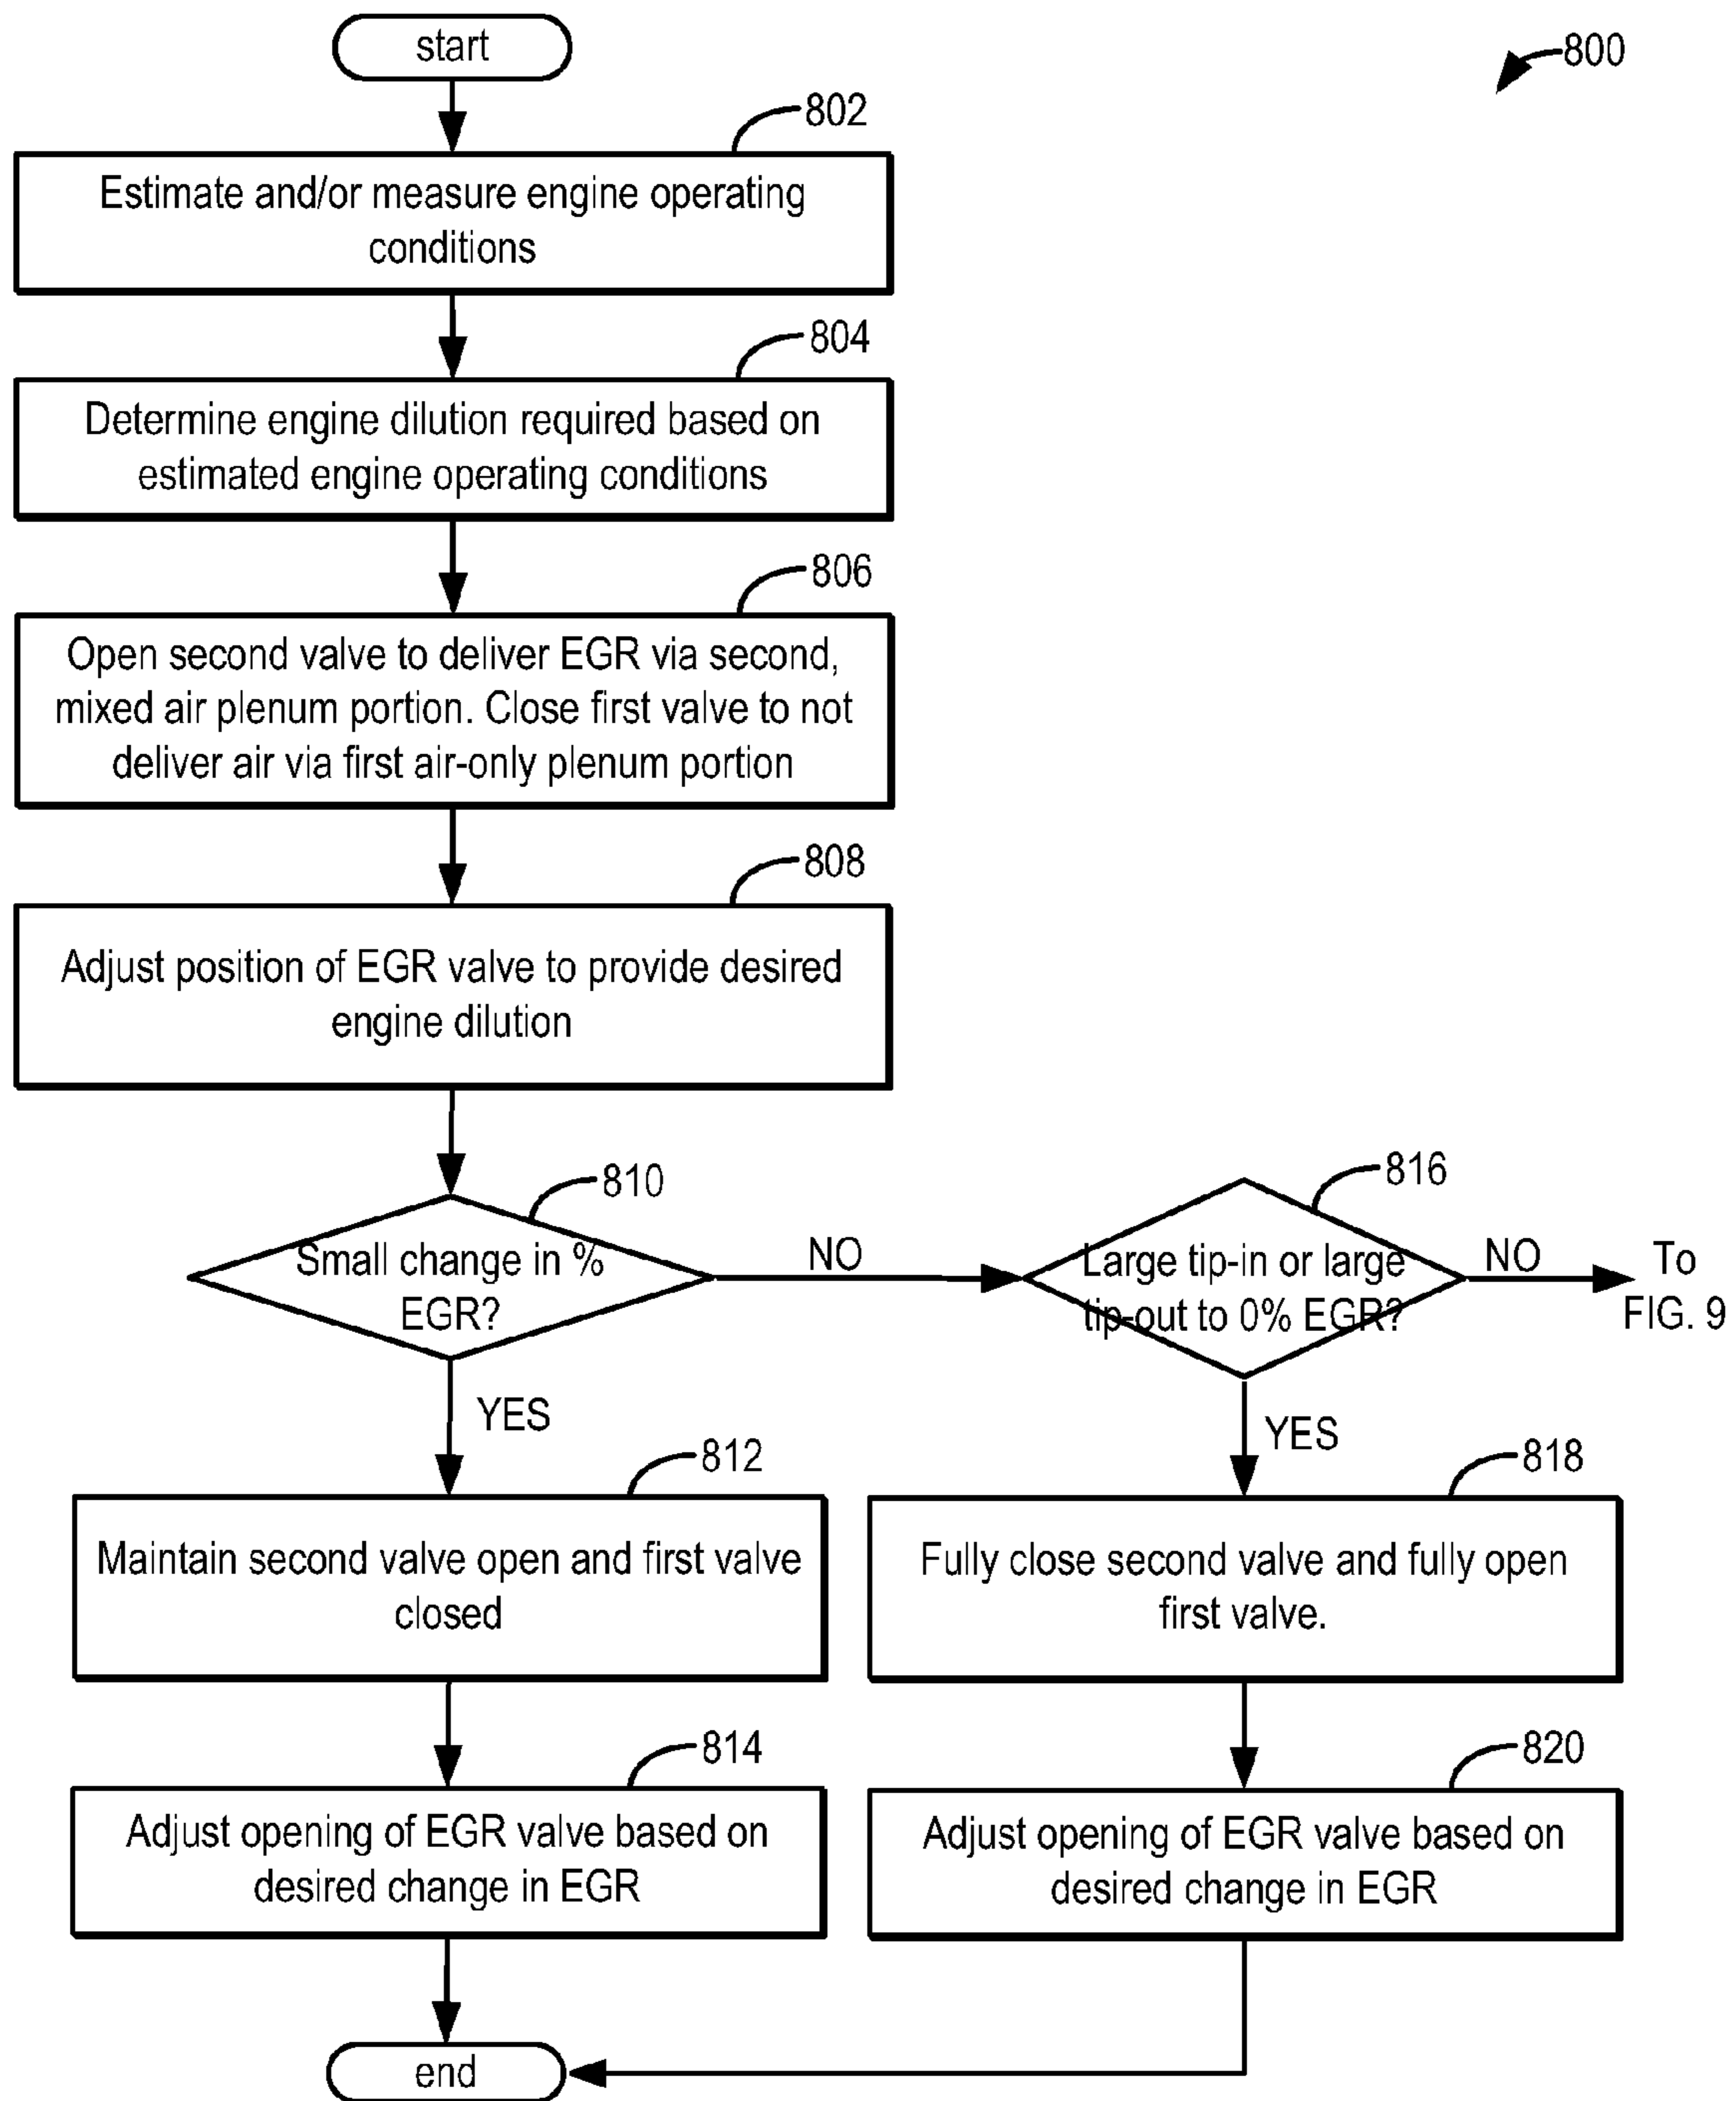 start
800
802
Estimate and/or measure engine operating
conditions
804
Determine engine dilution required based on
estimated engine operating conditions
806
Open second valve to deliver EGR via second,
mixed air plenum portion. Close first valve to not
deliver air via first air-only plenum portion
808
Adjust position of EGR valve to provide desired
engine dilution
810
Small change in %
EGR?
NO
816
Large tip-in or large
tip-out to 0% EGR?
NO
To
FIG. 9
YES
YES
812
Maintain second valve open and first valve
closed
818
Fully close second valve and fully open
first valve.
814
Adjust opening of EGR valve based on
desired change in EGR
820
Adjust opening of EGR valve based on
desired change in EGR
end